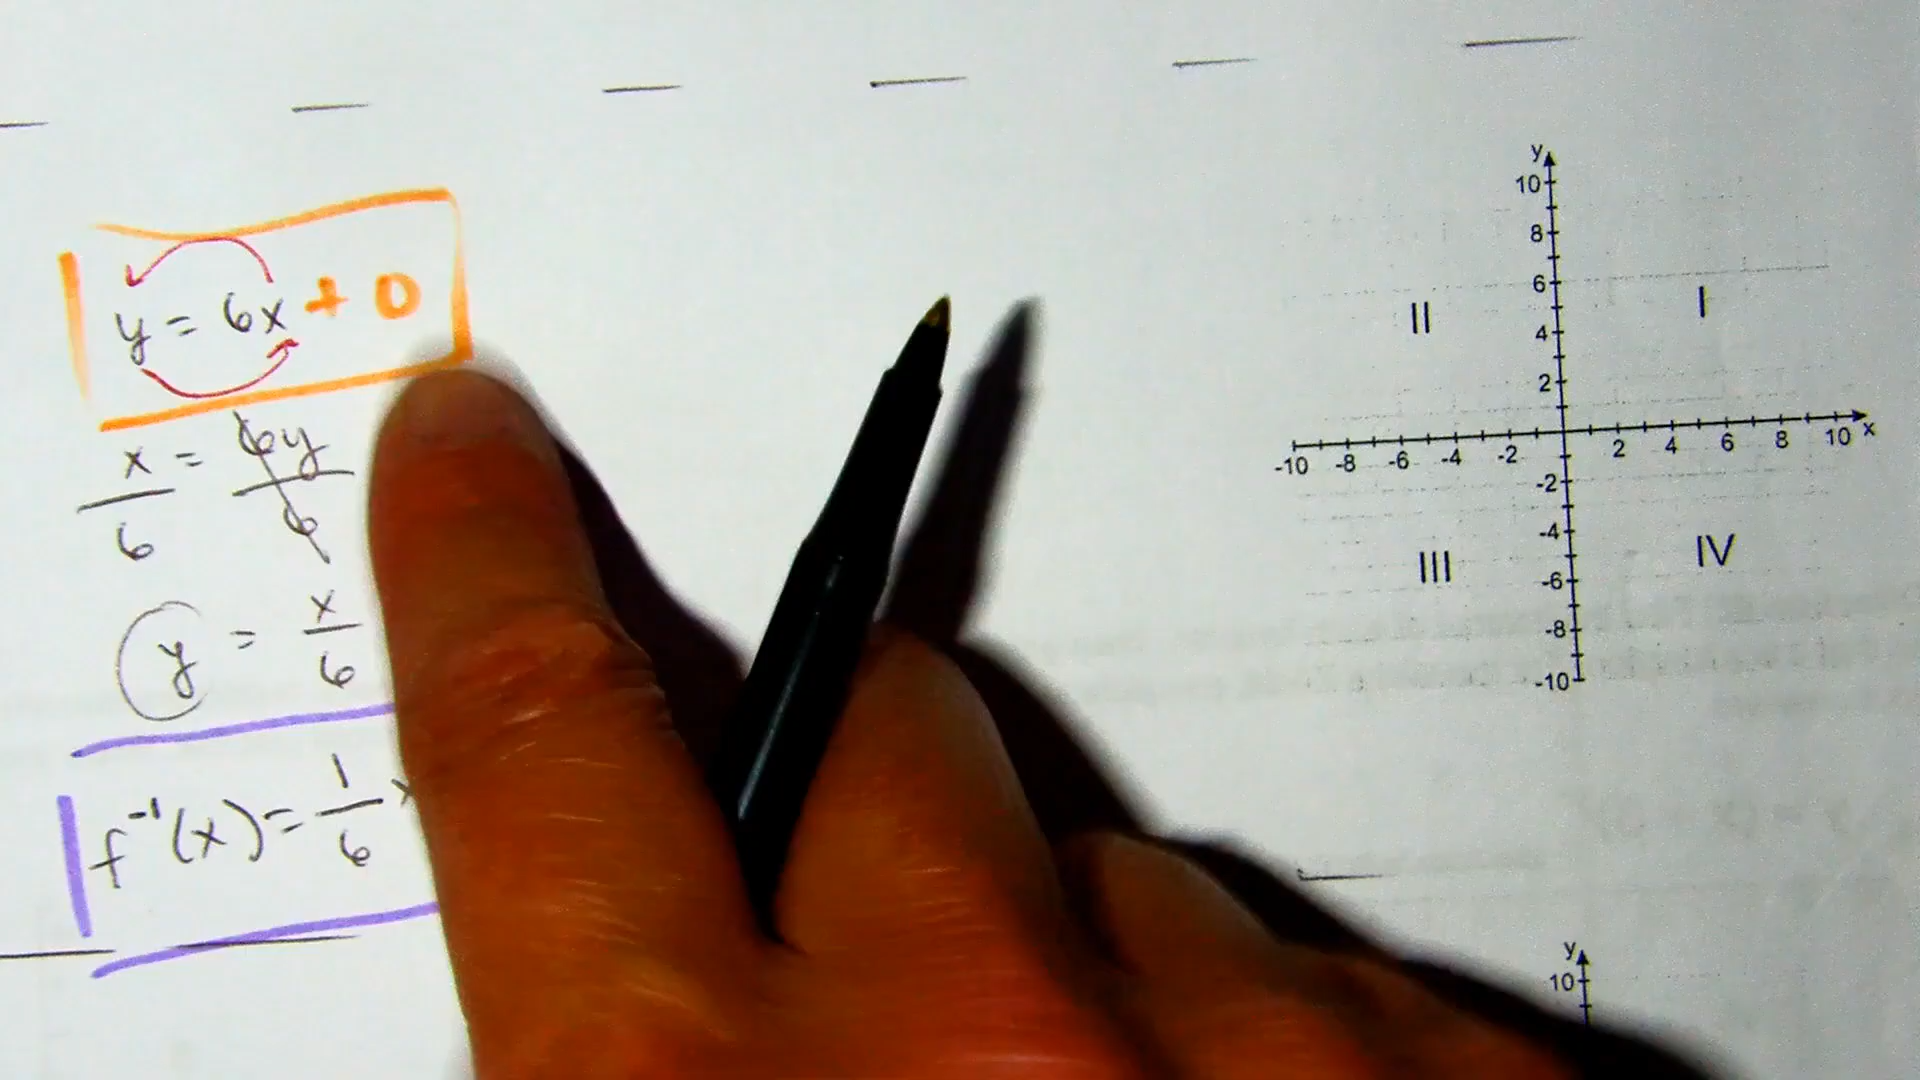 y = 6x + 0
x = 6y
6 6
y = x
6
f⁻¹(x) = 1 x
6
y
10
8
6
4
2
II I
-10 -8 -6 -4 -2 2 4 6 8 10 x
-2
-4
-6
-8
-10
III IV
y
10